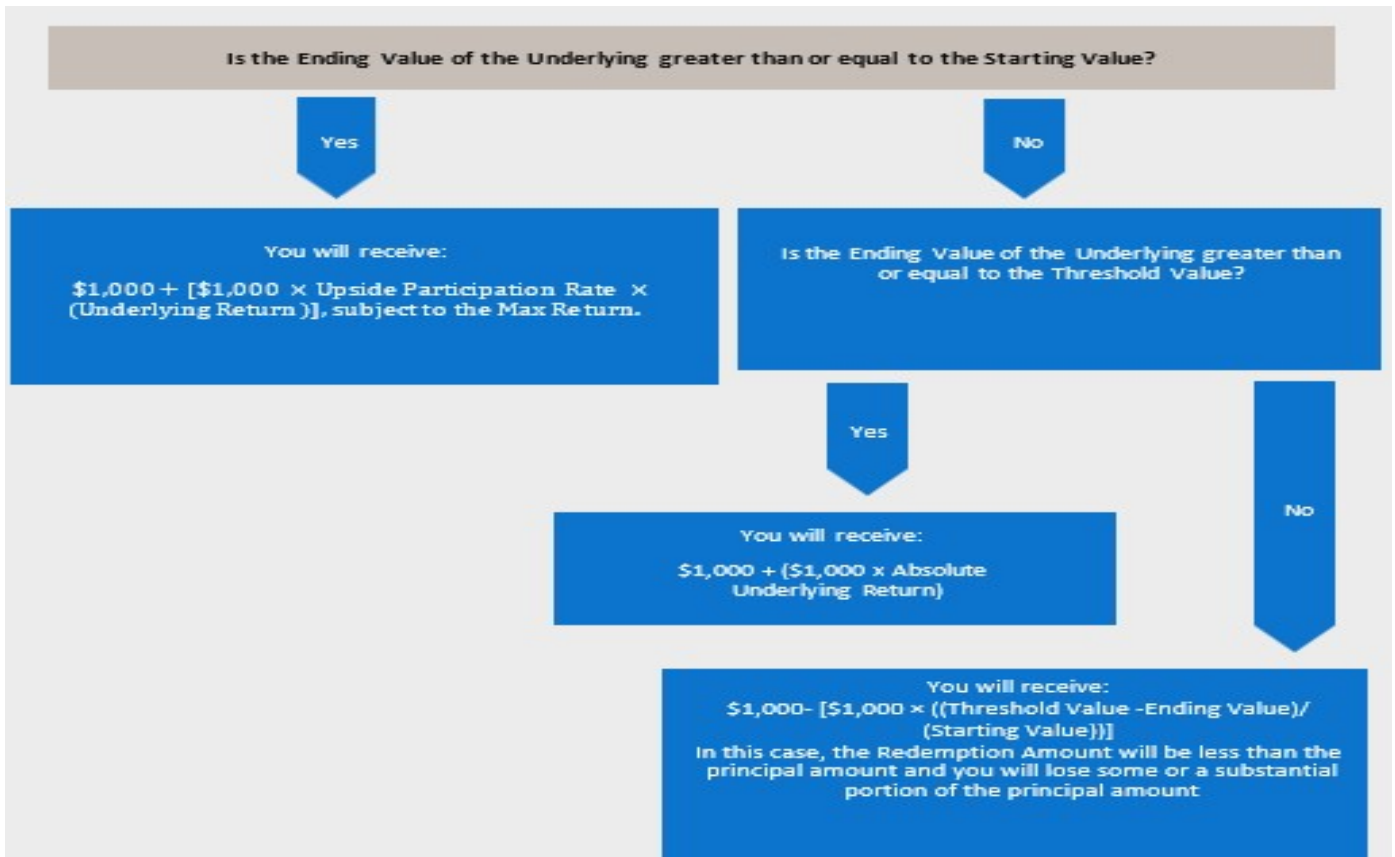 Is the Ending Value of the Underlying greater than or equal to the Starting Value?
Yes
No
You will receive:
$1,000 + [$1,000 × Upside Participation Rate ×
(Underlying Return)], subject to the Max Return.
Is the Ending Value of the Underlying greater than
or equal to the Threshold Value?
Yes
No
You will receive:
$1,000 + ($1,000 x Absolute
Underlying Return)
You will receive:
$1,000- [$1,000 × ((Threshold Value -Ending Value)/
(Starting Value))]
In this case, the Redemption Amount will be less than the
principal amount and you will lose some or a substantial
portion of the principal amount